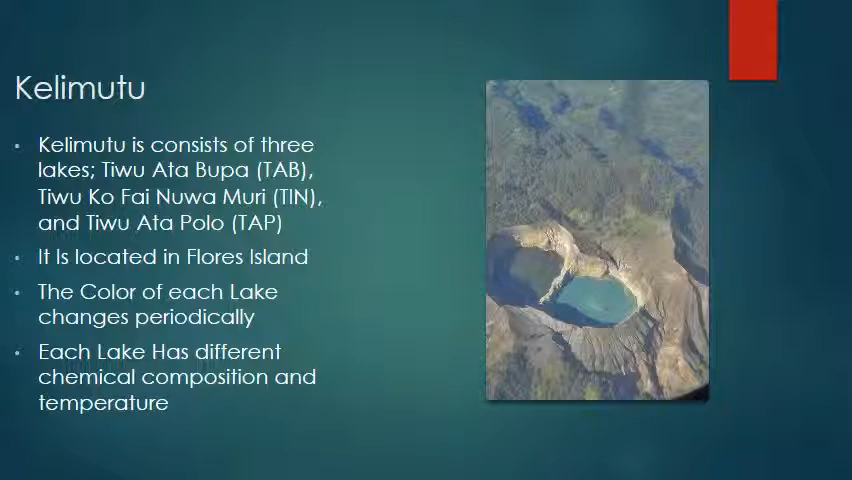 Kelimutu
Kelimutu is consists of three
lakes; Tiwu Ata Bupa (TAB),
Tiwu Ko Fai Nuwa Muri (TIN),
and Tiwu Ata Polo (TAP)
It Is located in Flores Island
The Color of each Lake
changes periodically
Each Lake Has different
chemical composition and
temperature